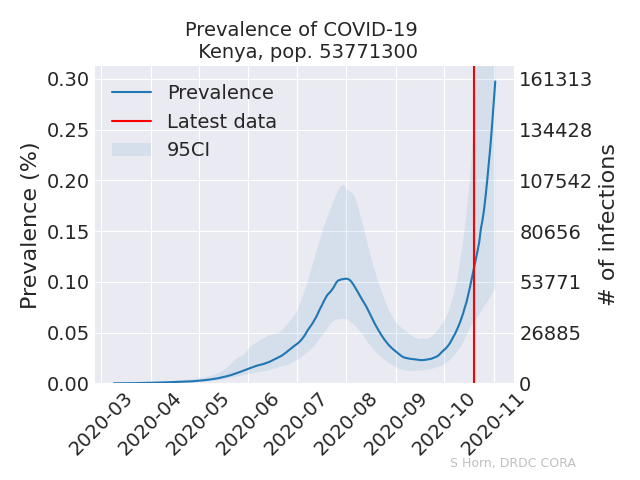 Prevalence of COVID-19
Kenya, pop. 53771300
Prevalence (%)
0.30
0.25
0.20
0.15
0.10
0.05
0.00
Prevalence
Latest data
95CI
161313
134428
107542
80656
53771
26885
0
# of infections
2020-03
2020-04
2020-05
2020-06
2020-07
2020-08
2020-09
2020-10
2020-11
S Horn, DRDC CORA